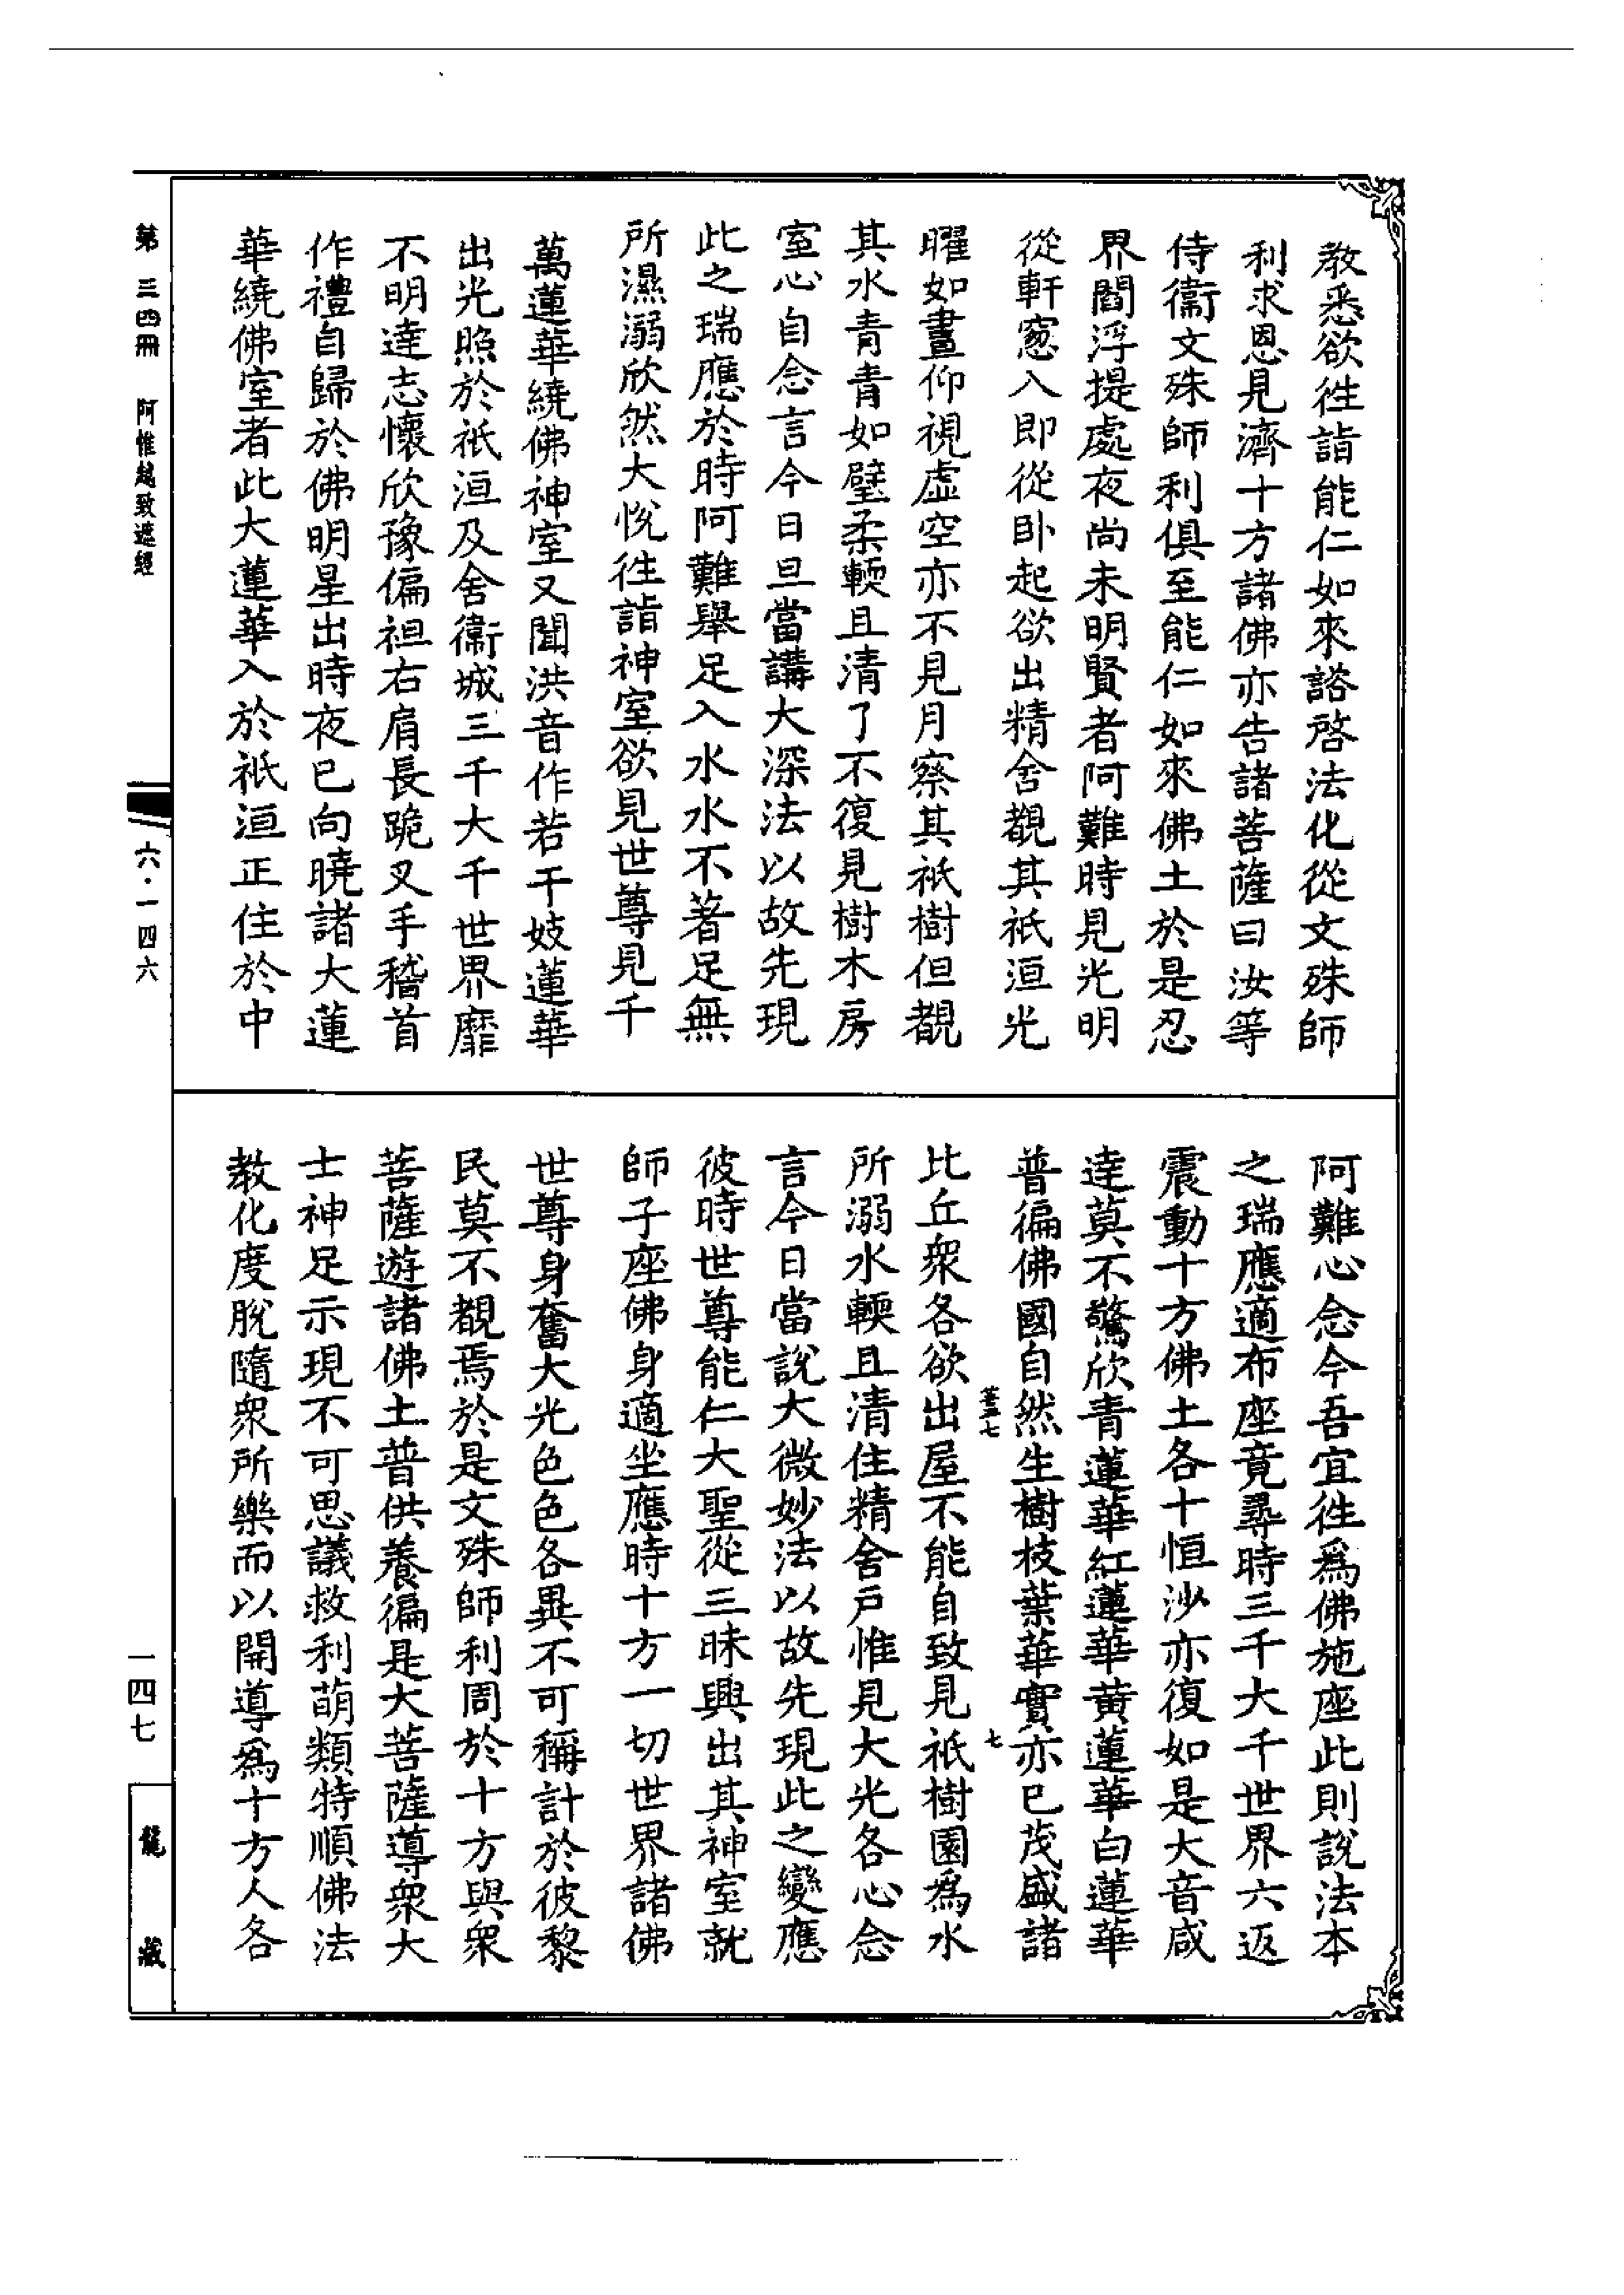 教悉欲徃詣能仁如來諮啓法化從文殊師
利求恩見濟十方諸佛亦告諸菩薩曰汝等
侍衞文殊師利俱至能仁如來佛土於是忍
界閻浮提處夜尚未明賢者阿難時見光明
從軒窻入即從卧起欲出精舍覩其祇洹光
曜如晝仰視虛空亦不見月察其祇樹但覩
其水青青如璧柔輭且清了不復見樹木房
室心自念言今日旦當講大深法以故先現
此之瑞應於時阿難舉足入水水不著足無
所濕溺欣然大悅徃詣神室欲見世尊見千
萬蓮華繞佛神室又聞洪音作若干妓蓮華
出光照於祇洹及舍衞城三千大千世界靡
不明達志懷欣豫偏袒右肩長跪叉手稽首
作禮自歸於佛明星出時夜已向曉諸大蓮
華繞佛室者此大蓮華入於祇洹正住於中
阿難心念今吾宜徃爲佛施座此則說法本
之瑞應適布座竟尋時三千大千世界六返
震動十方佛土各十恒沙亦復如是大音咸
達莫不驚欣青蓮華紅蓮華黄蓮華白蓮華
普徧佛國自然生樹枝葉華實亦已茂盛諸
七
七
比丘衆各欲出屋不能自致見祇樹園爲水
所溺水輭且清住精舍戶惟見大光各心念
言今日當說大微妙法以故先現此之變應
彼時世尊能仁大聖從三昧興出其神室就
師子座佛身適坐應時十方一切世界諸佛
世尊身奮大光色色各異不可稱計於彼黎
民莫不覩焉於是文殊師利周於十方與衆
菩薩遊諸佛土普供養徧是大菩薩導衆大
士神足示現不可思議救利萌類特順佛法
教化度脫隨衆所樂而以開導爲十方人各
第三四冊　阿惟越致遮經
六·一四六
一四七
龍藏